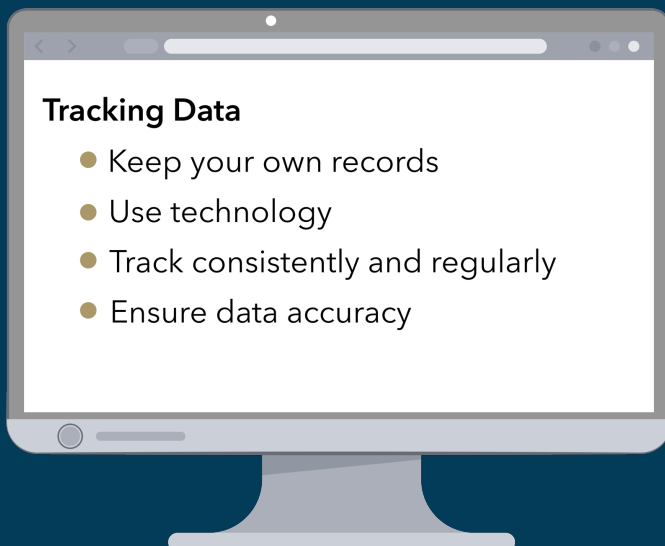 Tracking Data
Keep your own records
Use technology
Track consistently and regularly
Ensure data accuracy